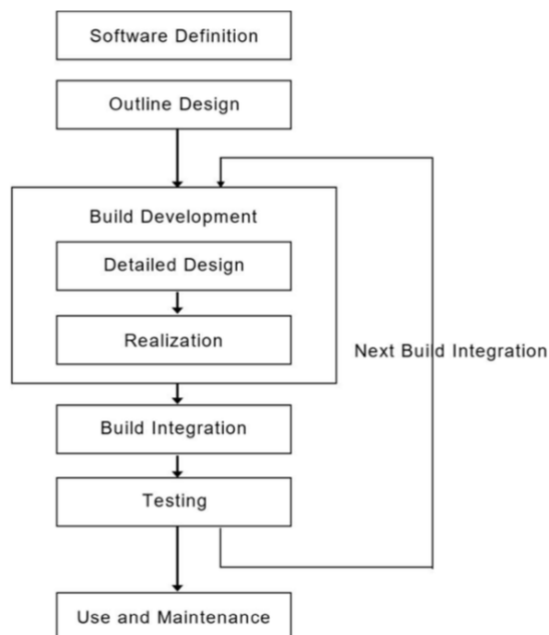 Software Definition
Outline Design
Build Development
Detailed Design
Realization
Next Build Integration
Build Integration
Testing
Use and Maintenance